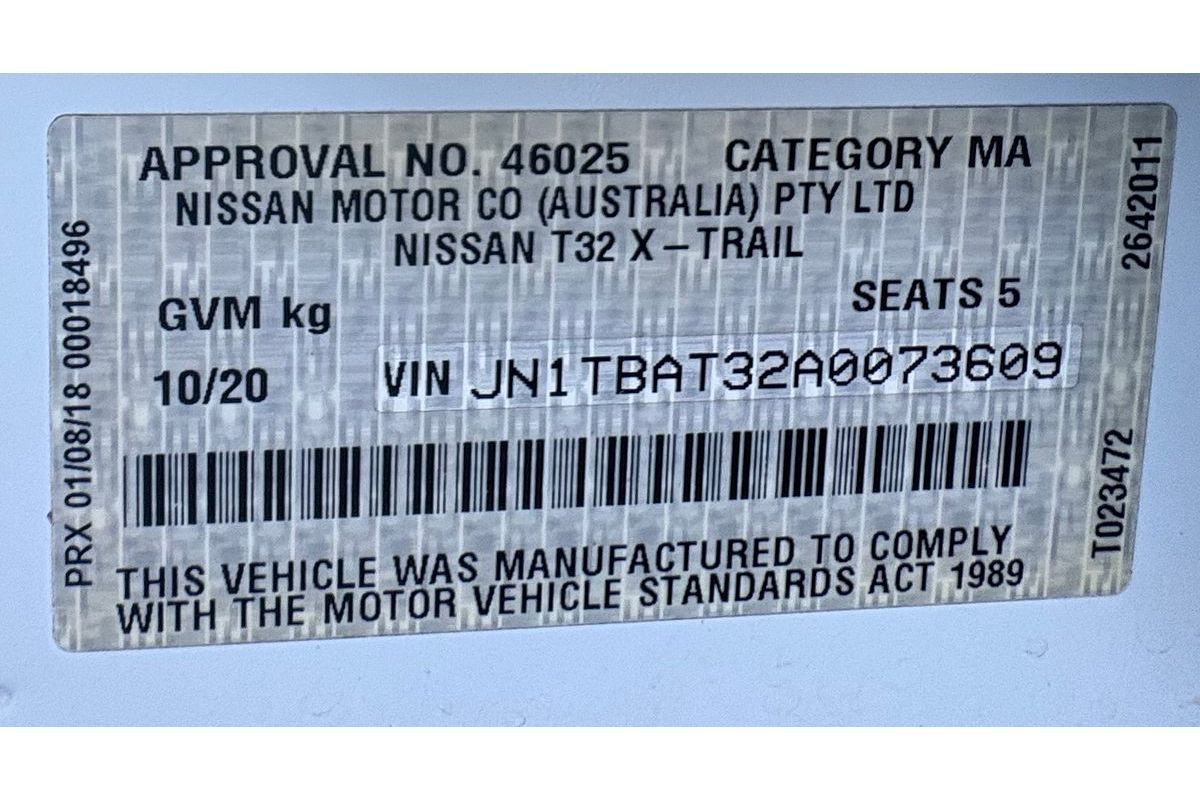 APPROVAL NO. 46025 CATEGORY MA
NISSAN MOTOR CO (AUSTRALIA) PTY LTD
NISSAN T32 X-TRAIL
GVM kg SEATS 5
10/20 VIN JN1TBAT32A0073609
THIS VEHICLE WAS MANUFACTURED TO COMPLY
WITH THE MOTOR VEHICLE STANDARDS ACT 1989
PRX 01/08/18 00018496
26422011
T023472